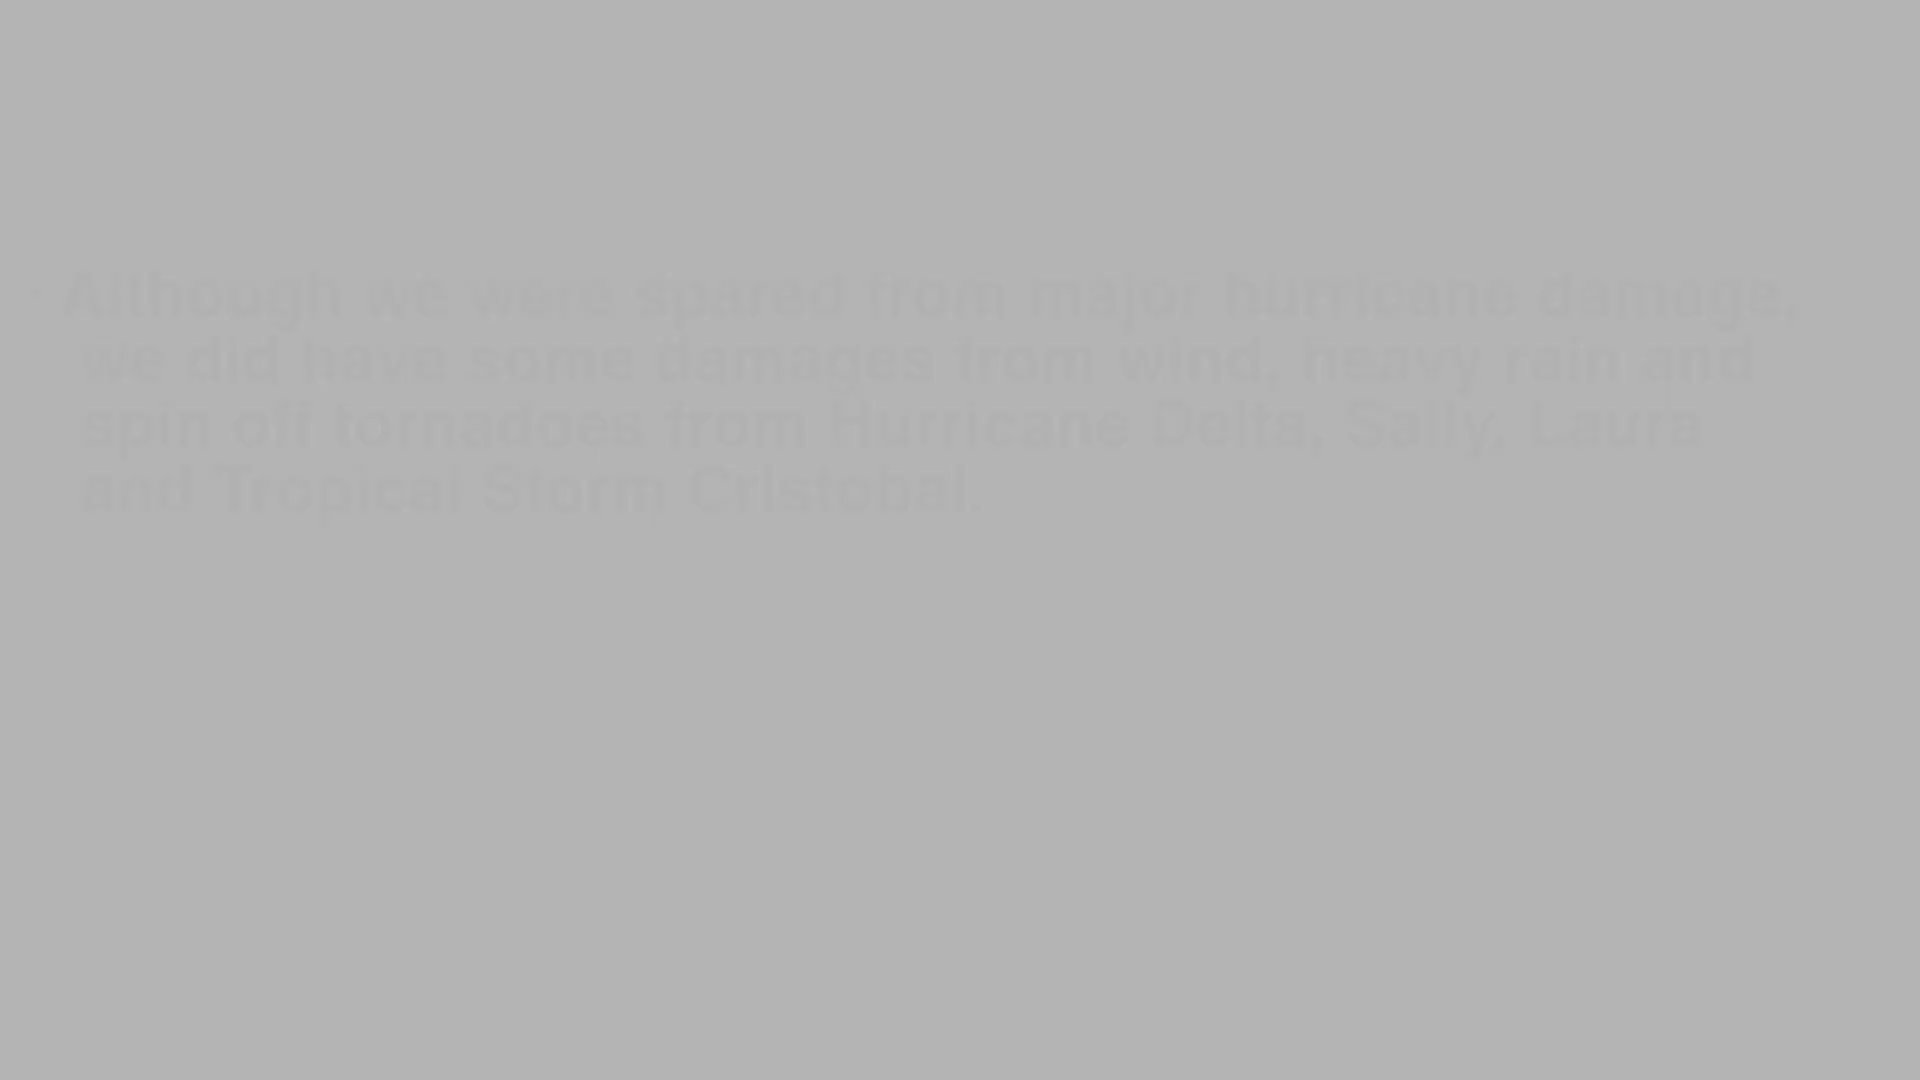 Although we were spared from major hurricane damage,
we did have some damages from wind, heavy rain and
spin off tornadoes from Hurricane Delta, Sally, Laura
and Tropical Storm Cristobal.